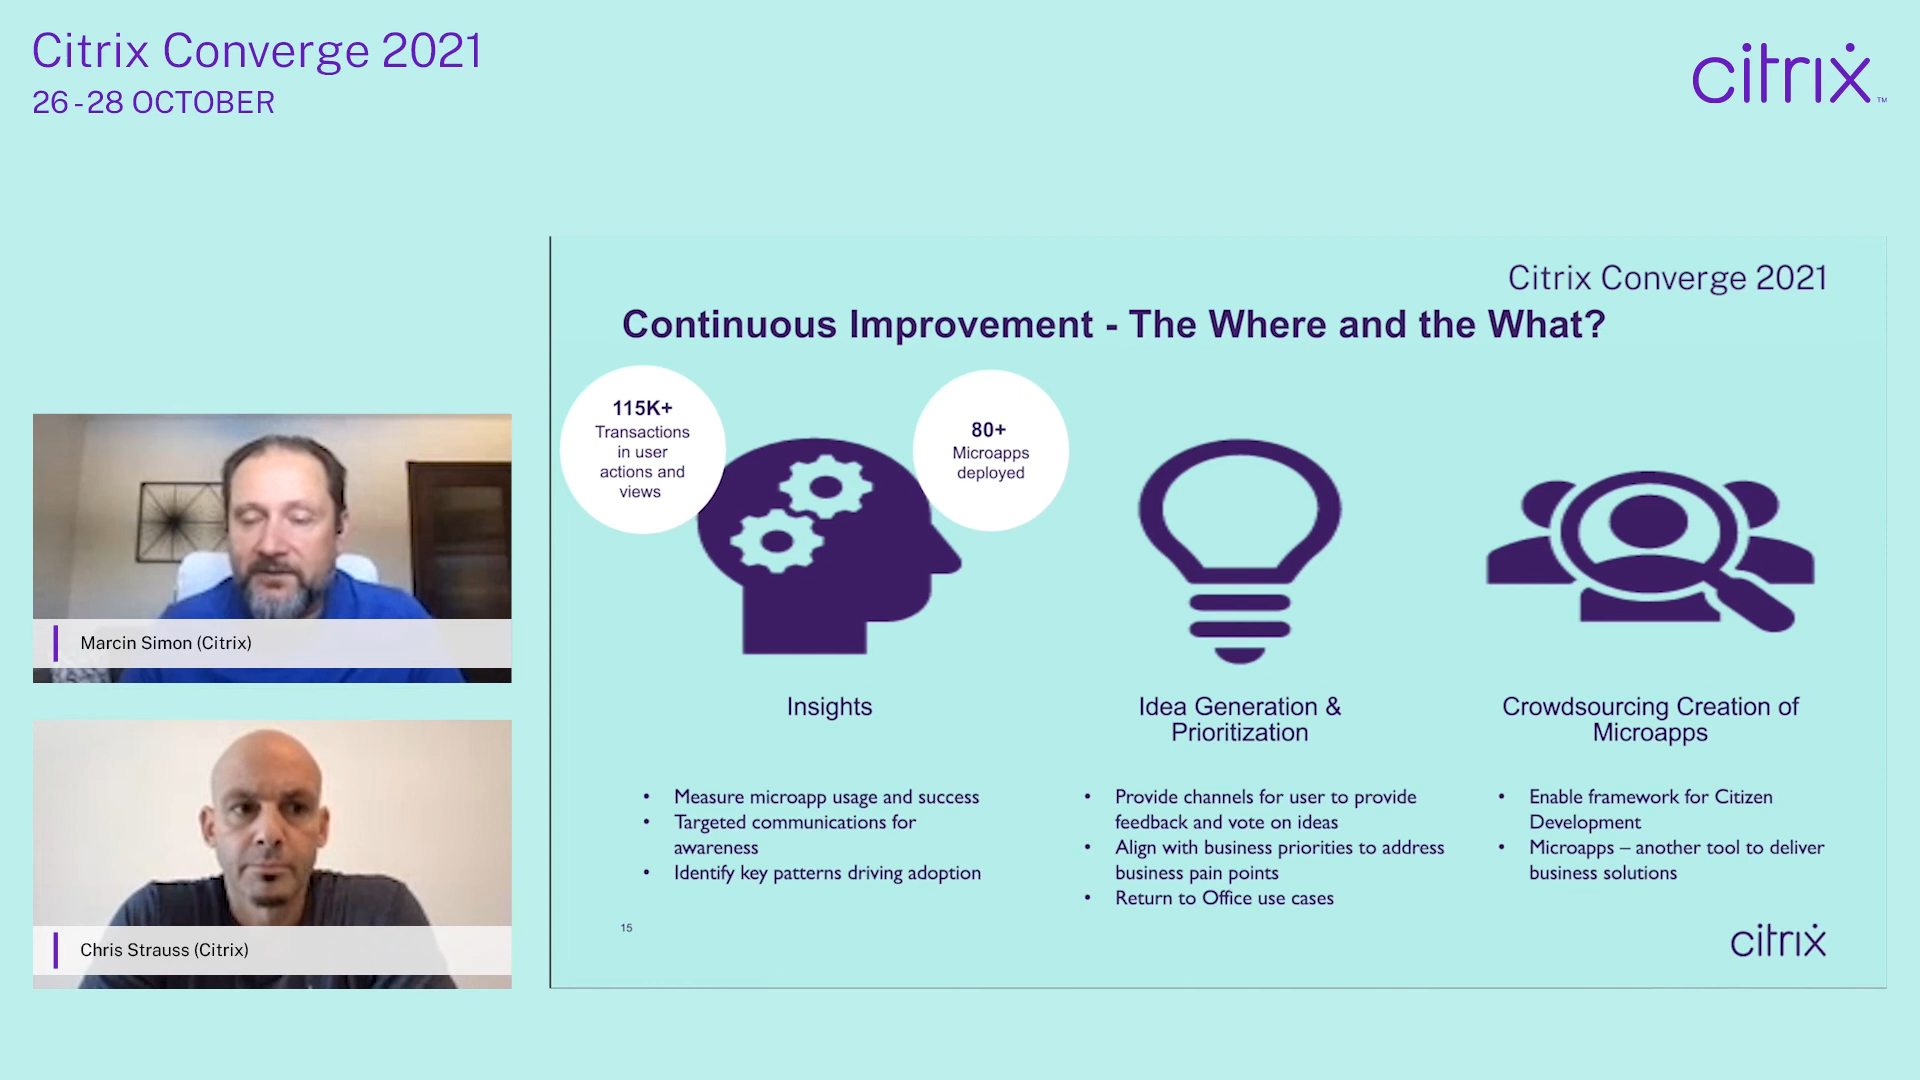 Citrix Converge 2021
26-28 OCTOBER
citrix™
Marcin Simon (Citrix)
Chris Strauss (Citrix)
Citrix Converge 2021
Continuous Improvement - The Where and the What?
115K+
Transactions
in user
actions and
views
80+
Microapps
deployed
Insights
• Measure microapp usage and success
• Targeted communications for
awareness
• Identify key patterns driving adoption
Idea Generation &
Prioritization
• Provide channels for user to provide
feedback and vote on ideas
• Align with business priorities to address
business pain points
• Return to Office use cases
Crowdsourcing Creation of
Microapps
• Enable framework for Citizen
Development
• Microapps – another tool to deliver
business solutions
15
citrix